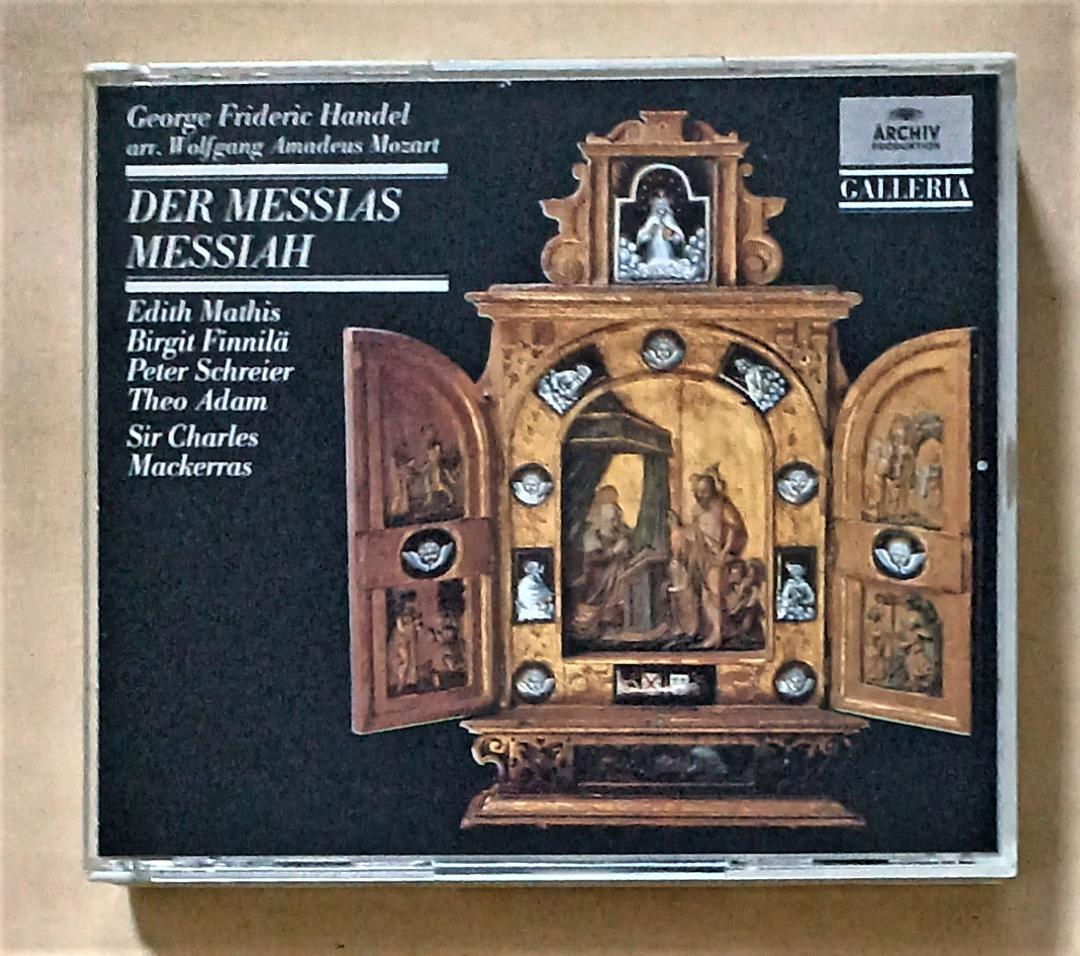 George Frideric Handel
arr. Wolfgang Amadeus Mozart
DER MESSIAS
MESSIAH
Edith Mathis
Birgit Finnilä
Peter Schreier
Theo Adam
Sir Charles
Mackerras
ARCHIV
PRODUKTION
GALLERIA